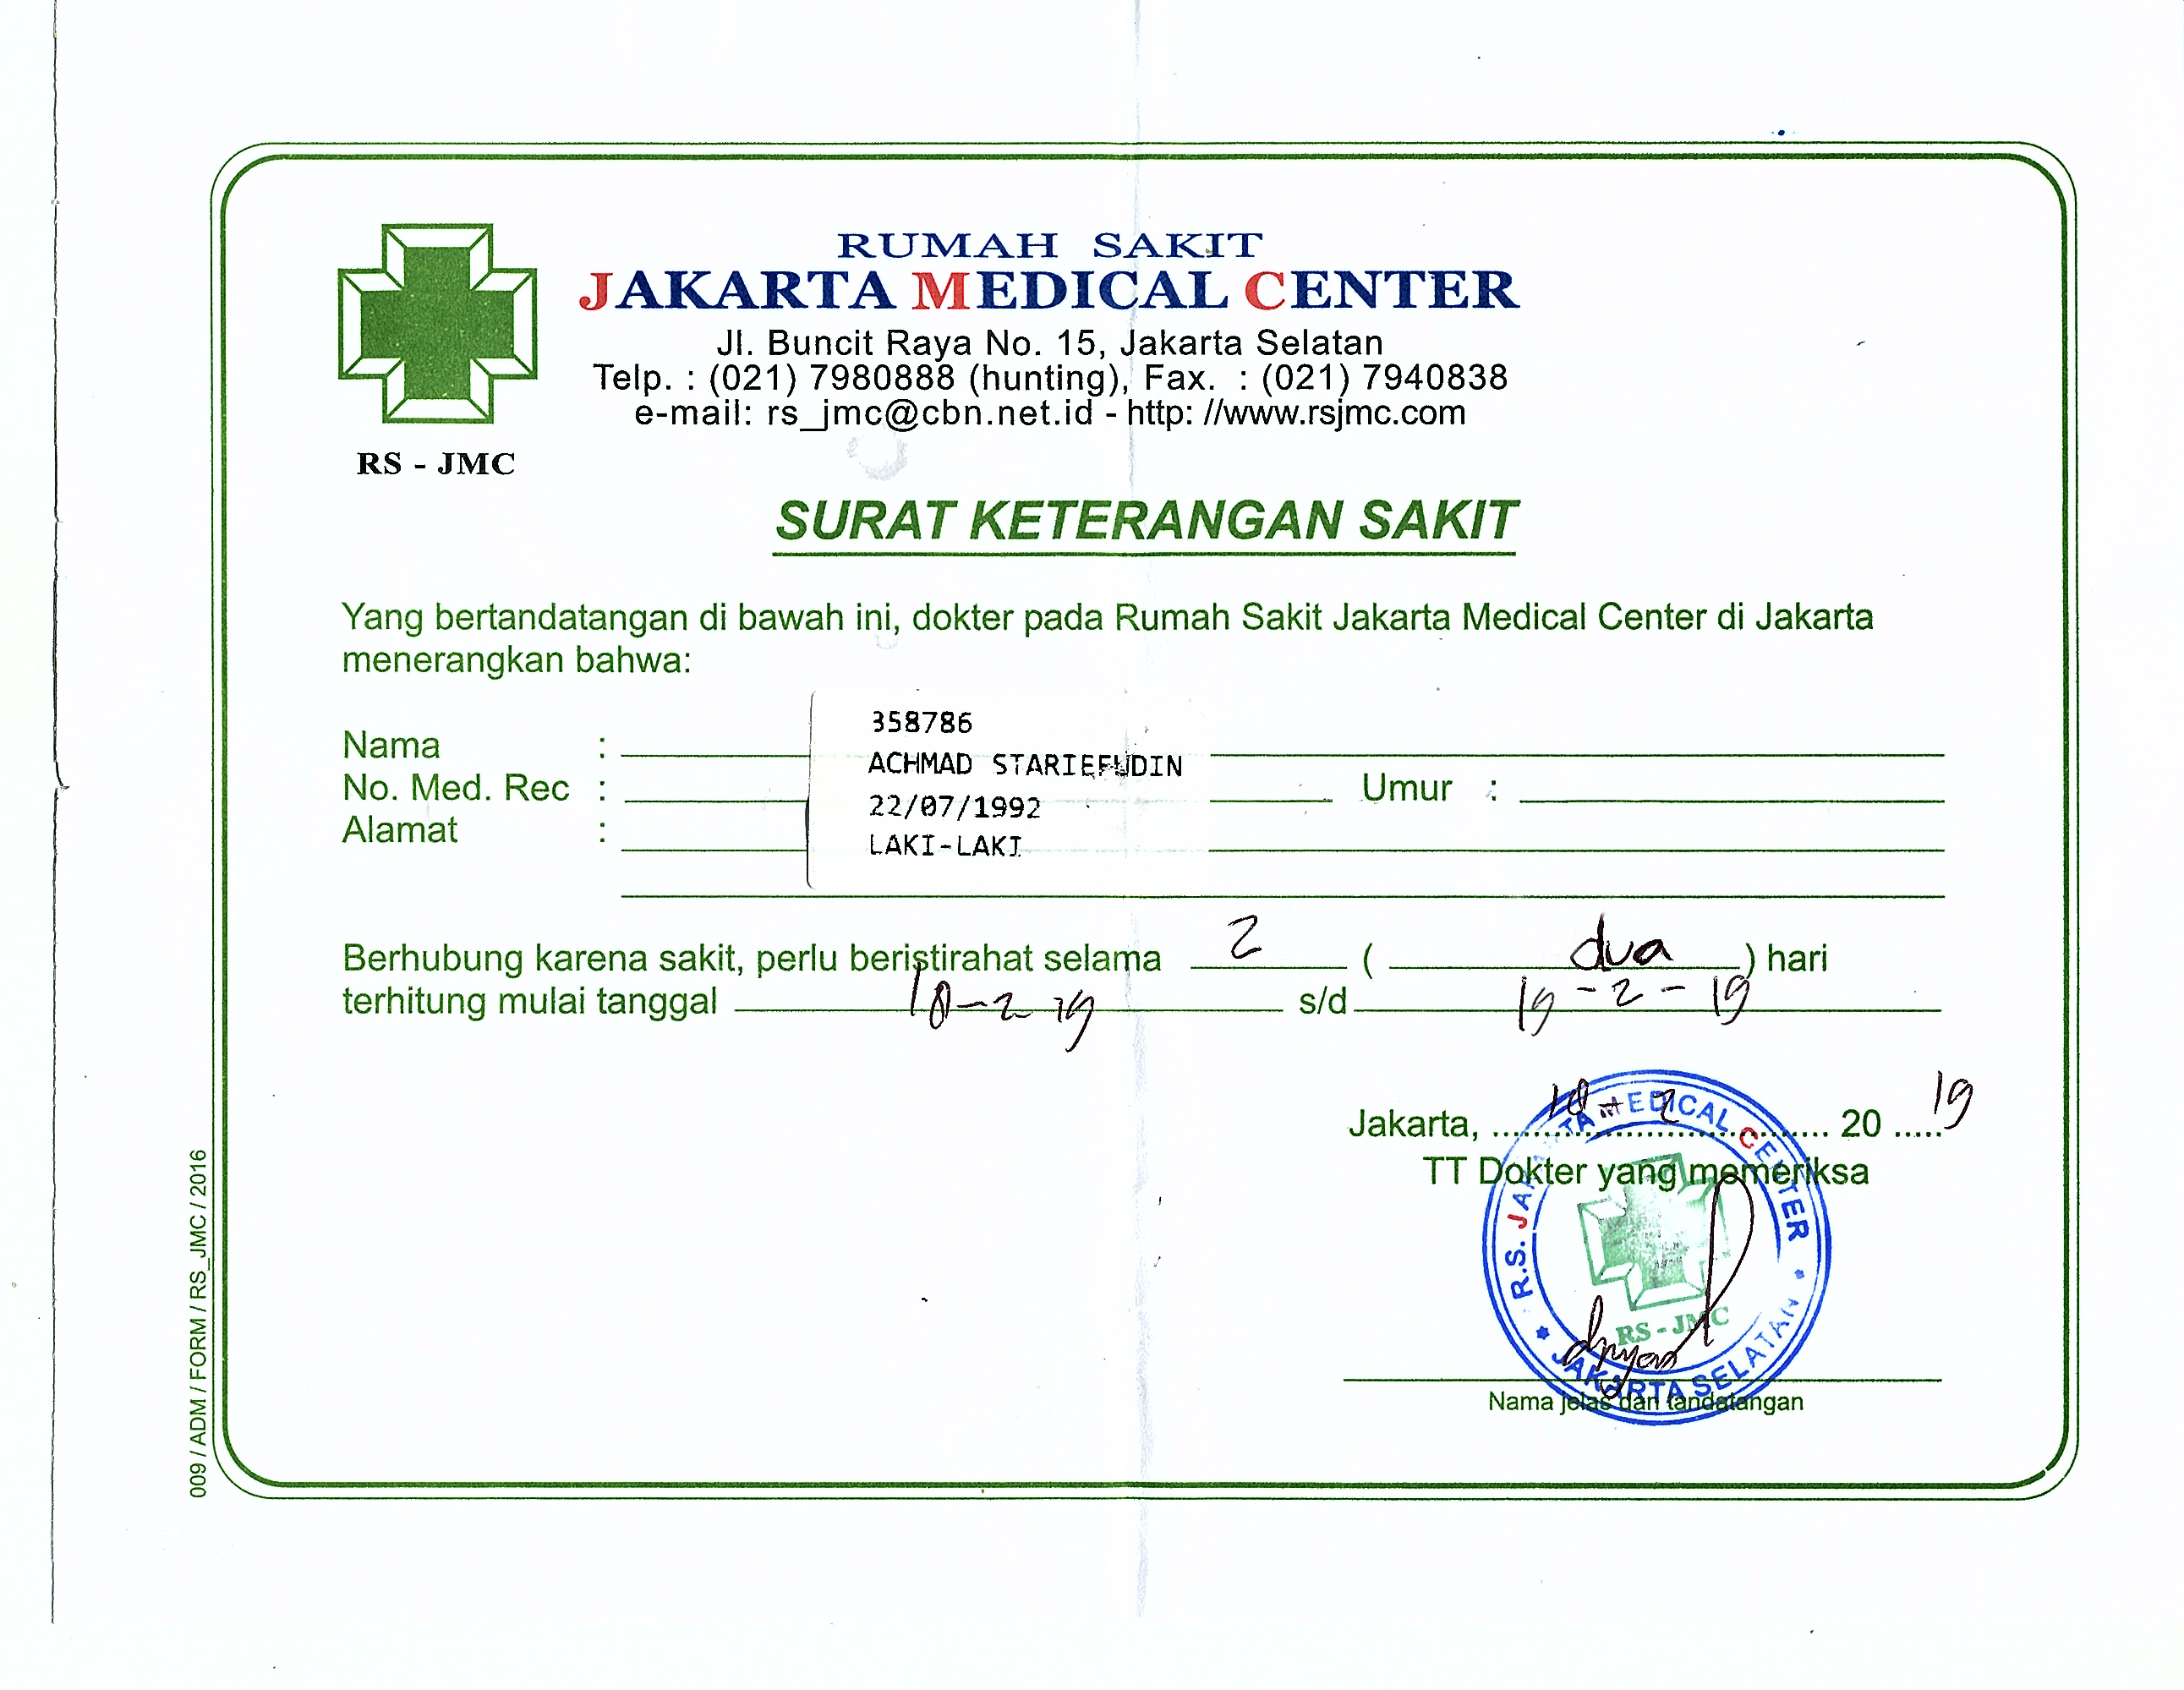 RUMAH SAKIT
JAKARTA MEDICAL CENTER
Jl. Buncit Raya No. 15, Jakarta Selatan
Telp. : (021) 7980888 (hunting), Fax. : (021) 7940838
e-mail: rs_jmc@cbn.net.id - http: //www.rsjmc.com
RS - JMC
SURAT KETERANGAN SAKIT
Yang bertandatangan di bawah ini, dokter pada Rumah Sakit Jakarta Medical Center di Jakarta
menerangkan bahwa:
358786
Nama :
ACHMAD STARIEFUDIN
No. Med. Rec : Umur :
22/07/1992
Alamat :
LAKI-LAKI
Berhubung karena sakit, perlu beristirahat selama 2 ( dua ) hari
terhitung mulai tanggal 18-2-19 s/d 19-2-19
Jakarta, 18-2 20 19
TT Dokter yang memeriksa
R.S. JAKARTA MEDICAL CENTER
RS - JMC
JAKARTA SELATAN
Nama jelas dan tandatangan
009 / ADM / FORM / RS_JMC / 2016